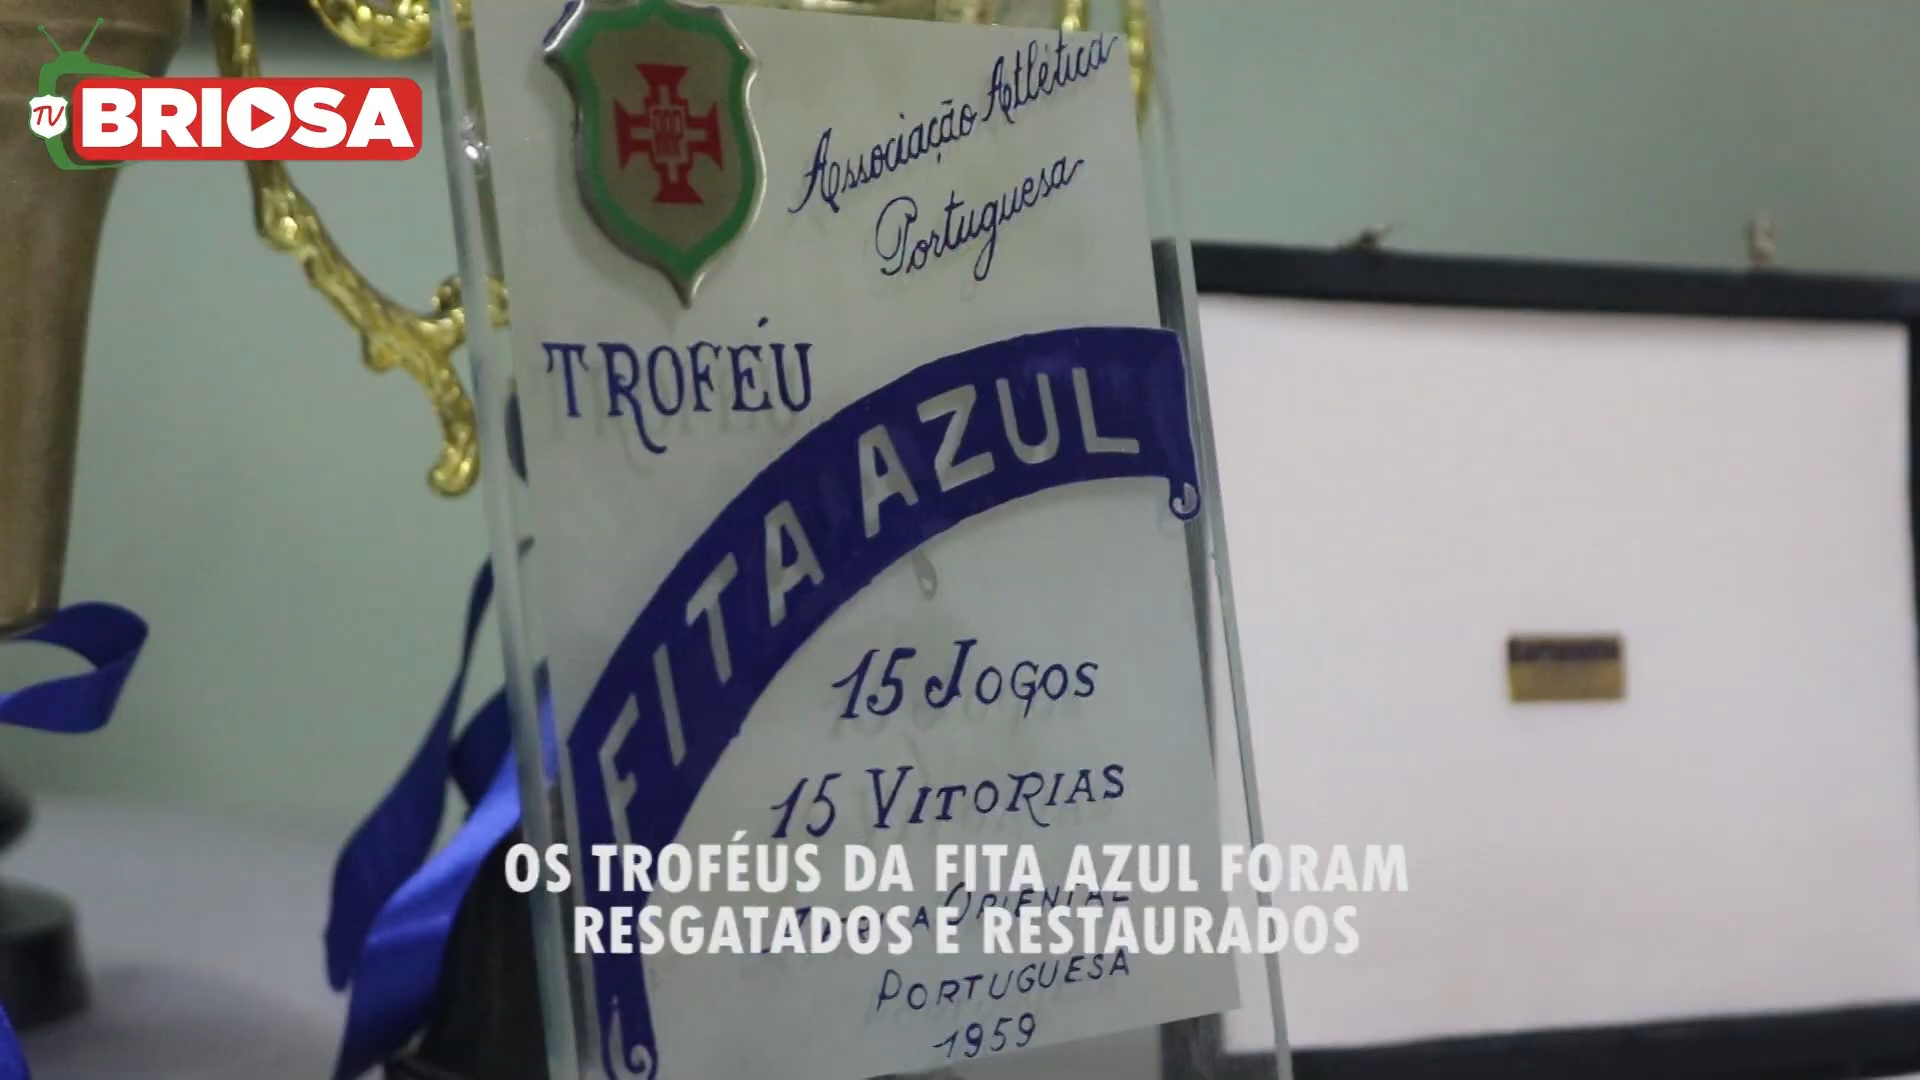 TV
BRIOSA
Associação Atlética
Portuguesa
TROFÉU
FITA AZUL
15 JOGOS
15 VITORIAS
OS TROFÉUS DA FITA AZUL FORAM
RESGATADOS E RESTAURADOS
ORIENTAL
PORTUGUESA
1959